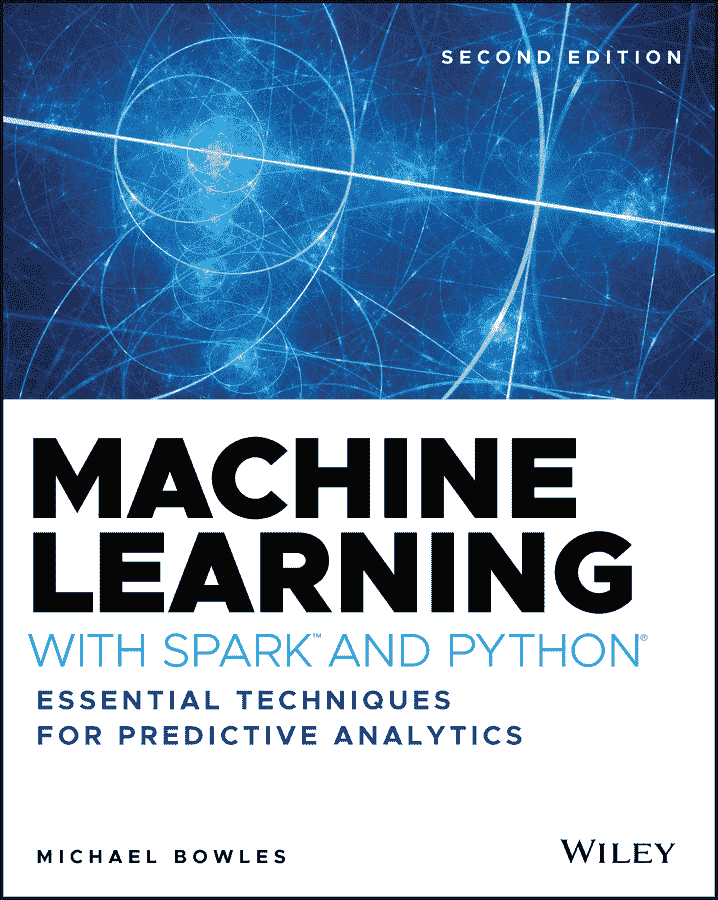 SECOND EDITION
MACHINE
LEARNING
WITH SPARK™ AND PYTHON®
ESSENTIAL TECHNIQUES
FOR PREDICTIVE ANALYTICS
MICHAEL BOWLES
WILEY